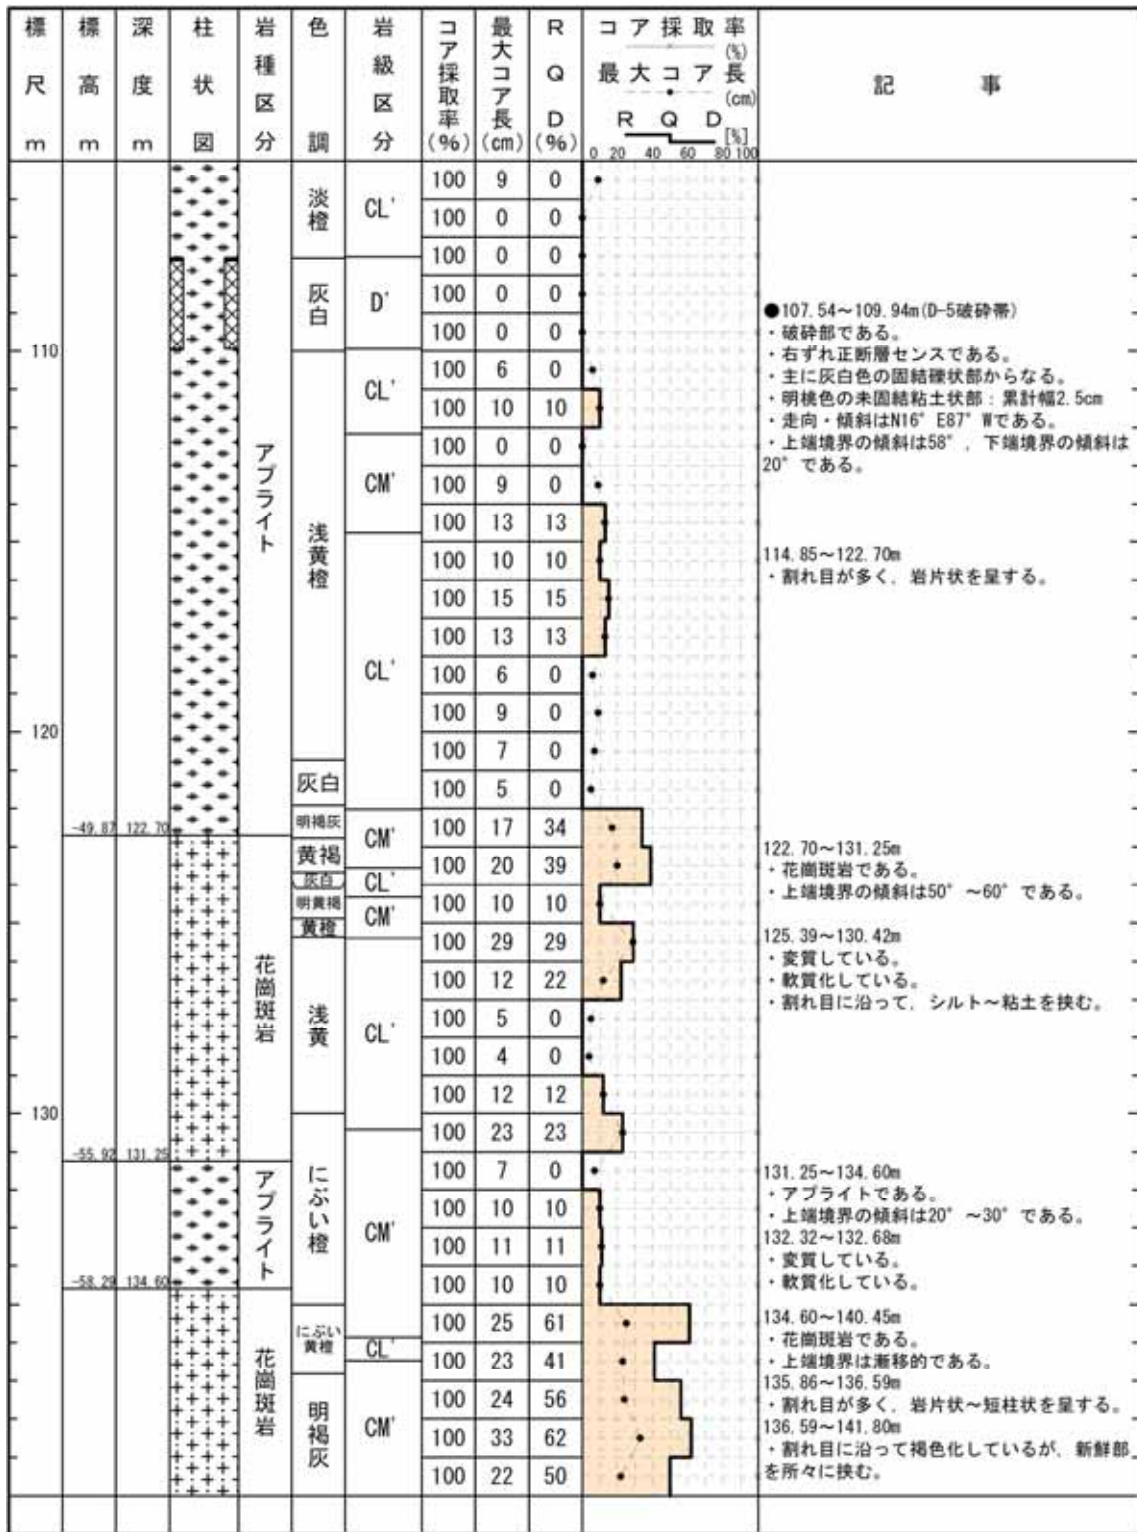 標尺 m
標高 m
深度 m
柱状図
岩種区分
色調
岩級区分
コア採取率 (%)
最大コア長 (cm)
RQD (%)
コア採取率 (%)
最大コア長 (cm)
RQD [%]
0 20 40 60 80 100
記事
淡橙
CL'
100 9 0
100 0 0
100 0 0
灰白
D'
100 0 0
100 0 0
●107.54~109.94m(D-5破砕帯)
・破砕部である。
・右ずれ正断層センスである。
・主に灰白色の固結礫状部からなる。
・明桃色の未固結粘土状部:累計幅2.5cm
・走向・傾斜はN16°E87°Wである。
・上端境界の傾斜は58°，下端境界の傾斜は
20°である。
110
アプライト
浅黄橙
CL'
100 6 0
100 10 10
100 0 0
CM'
100 9 0
100 13 13
CL'
100 10 10
100 15 15
100 13 13
100 6 0
100 9 0
114.85~122.70m
・割れ目が多く，岩片状を呈する。
120
100 7 0
灰白
100 5 0
明褐灰
CM'
100 17 34
-49.87 122.70
黄褐
100 20 39
灰白
CL'
明黄褐
CM'
100 10 10
黄橙
122.70~131.25m
・花崗斑岩である。
・上端境界の傾斜は50°~60°である。
花崗斑岩
浅黄
CL'
100 29 29
100 12 22
100 5 0
100 4 0
100 12 12
125.39~130.42m
・変質している。
・軟質化している。
・割れ目に沿って，シルト~粘土を挟む。
130
にぶい橙
CM'
100 23 23
-55.92 131.25
アプライト
100 7 0
100 10 10
100 11 11
100 10 10
-58.29 134.60
131.25~134.60m
・アプライトである。
・上端境界の傾斜は20°~30°である。
132.32~132.68m
・変質している。
・軟質化している。
花崗斑岩
にぶい
黄橙
100 25 61
CL'
100 23 41
明褐灰
CM'
100 24 56
100 33 62
100 22 50
134.60~140.45m
・花崗斑岩である。
・上端境界は漸移的である。
135.86~136.59m
・割れ目が多く，岩片状~短柱状を呈する。
136.59~141.80m
・割れ目に沿って褐色化しているが，新鮮部
を所々に挟む。